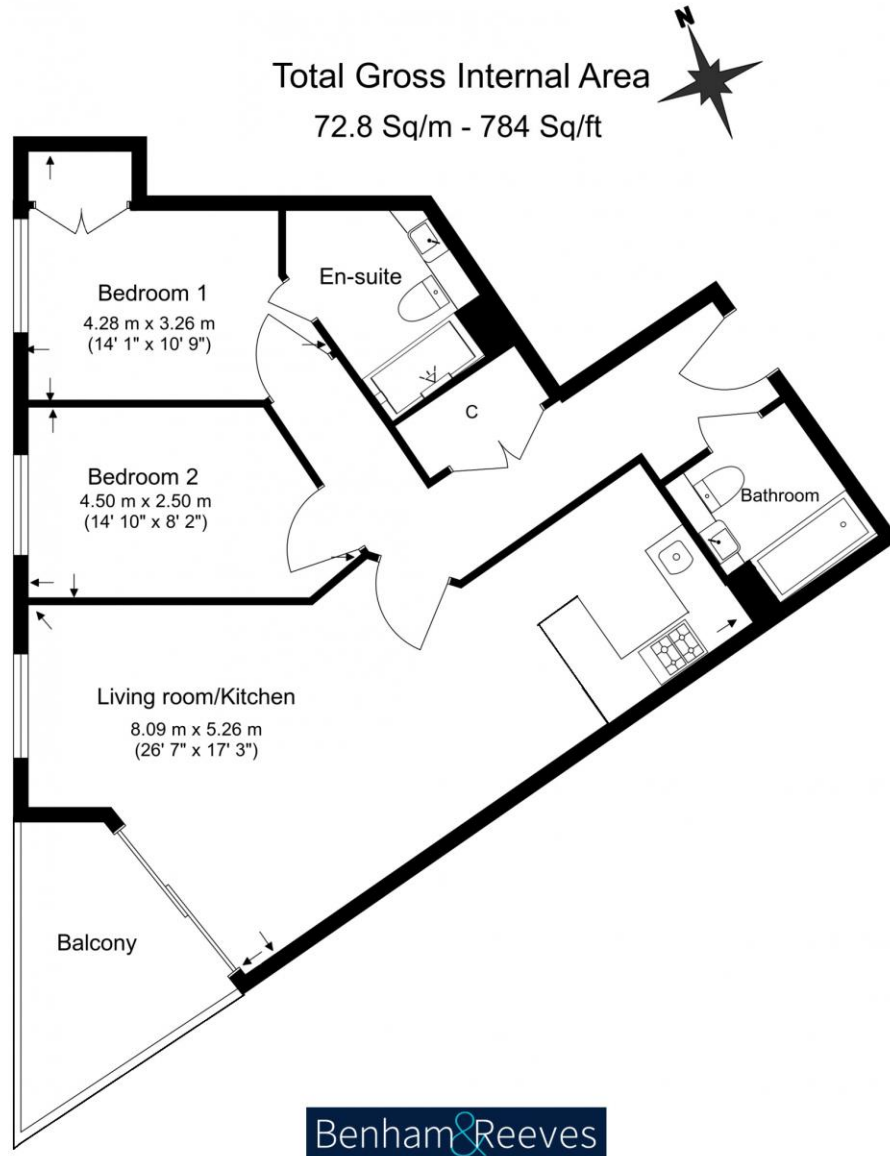 N
Total Gross Internal Area
72.8 Sq/m - 784 Sq/ft
Bedroom 1
4.28 m x 3.26 m
(14' 1" x 10' 9")
En-suite
C
Bedroom 2
4.50 m x 2.50 m
(14' 10" x 8' 2")
Bathroom
Living room/Kitchen
8.09 m x 5.26 m
(26' 7" x 17' 3")
Balcony
Benham&Reeves